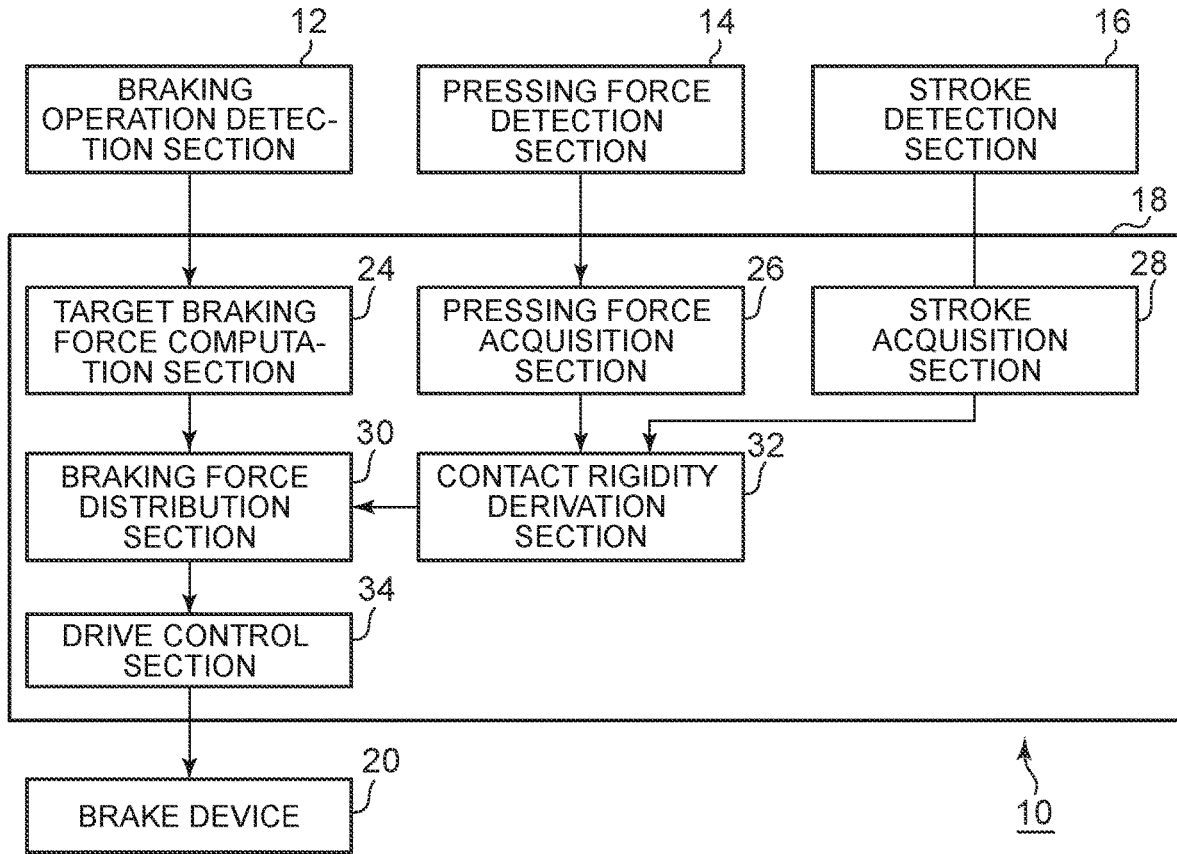 12
14
16
BRAKING
OPERATION DETEC-
TION SECTION
PRESSING FORCE
DETECTION
SECTION
STROKE
DETECTION
SECTION
18
24
26
28
TARGET BRAKING
FORCE COMPUTA-
TION SECTION
PRESSING FORCE
ACQUISITION
SECTION
STROKE
ACQUISITION
SECTION
30
32
BRAKING FORCE
DISTRIBUTION
SECTION
CONTACT RIGIDITY
DERIVATION
SECTION
34
DRIVE CONTROL
SECTION
20
BRAKE DEVICE
10